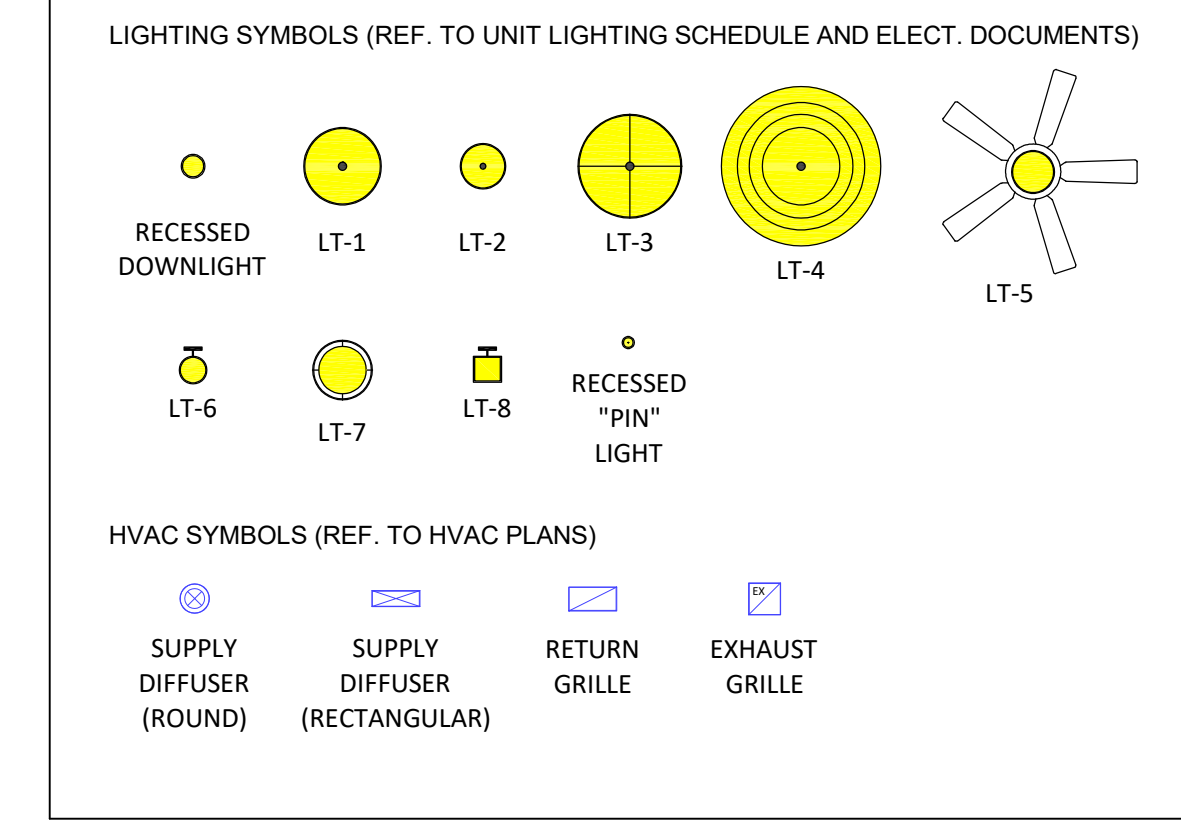 LIGHTING SYMBOLS (REF. TO UNIT LIGHTING SCHEDULE AND ELECT. DOCUMENTS)
RECESSED
DOWNLIGHT
LT-1
LT-2
LT-3
LT-4
LT-5
LT-6
LT-7
LT-8
RECESSED
"PIN"
LIGHT
HVAC SYMBOLS (REF. TO HVAC PLANS)
SUPPLY
DIFFUSER
(ROUND)
SUPPLY
DIFFUSER
(RECTANGULAR)
RETURN
GRILLE
EX
EXHAUST
GRILLE